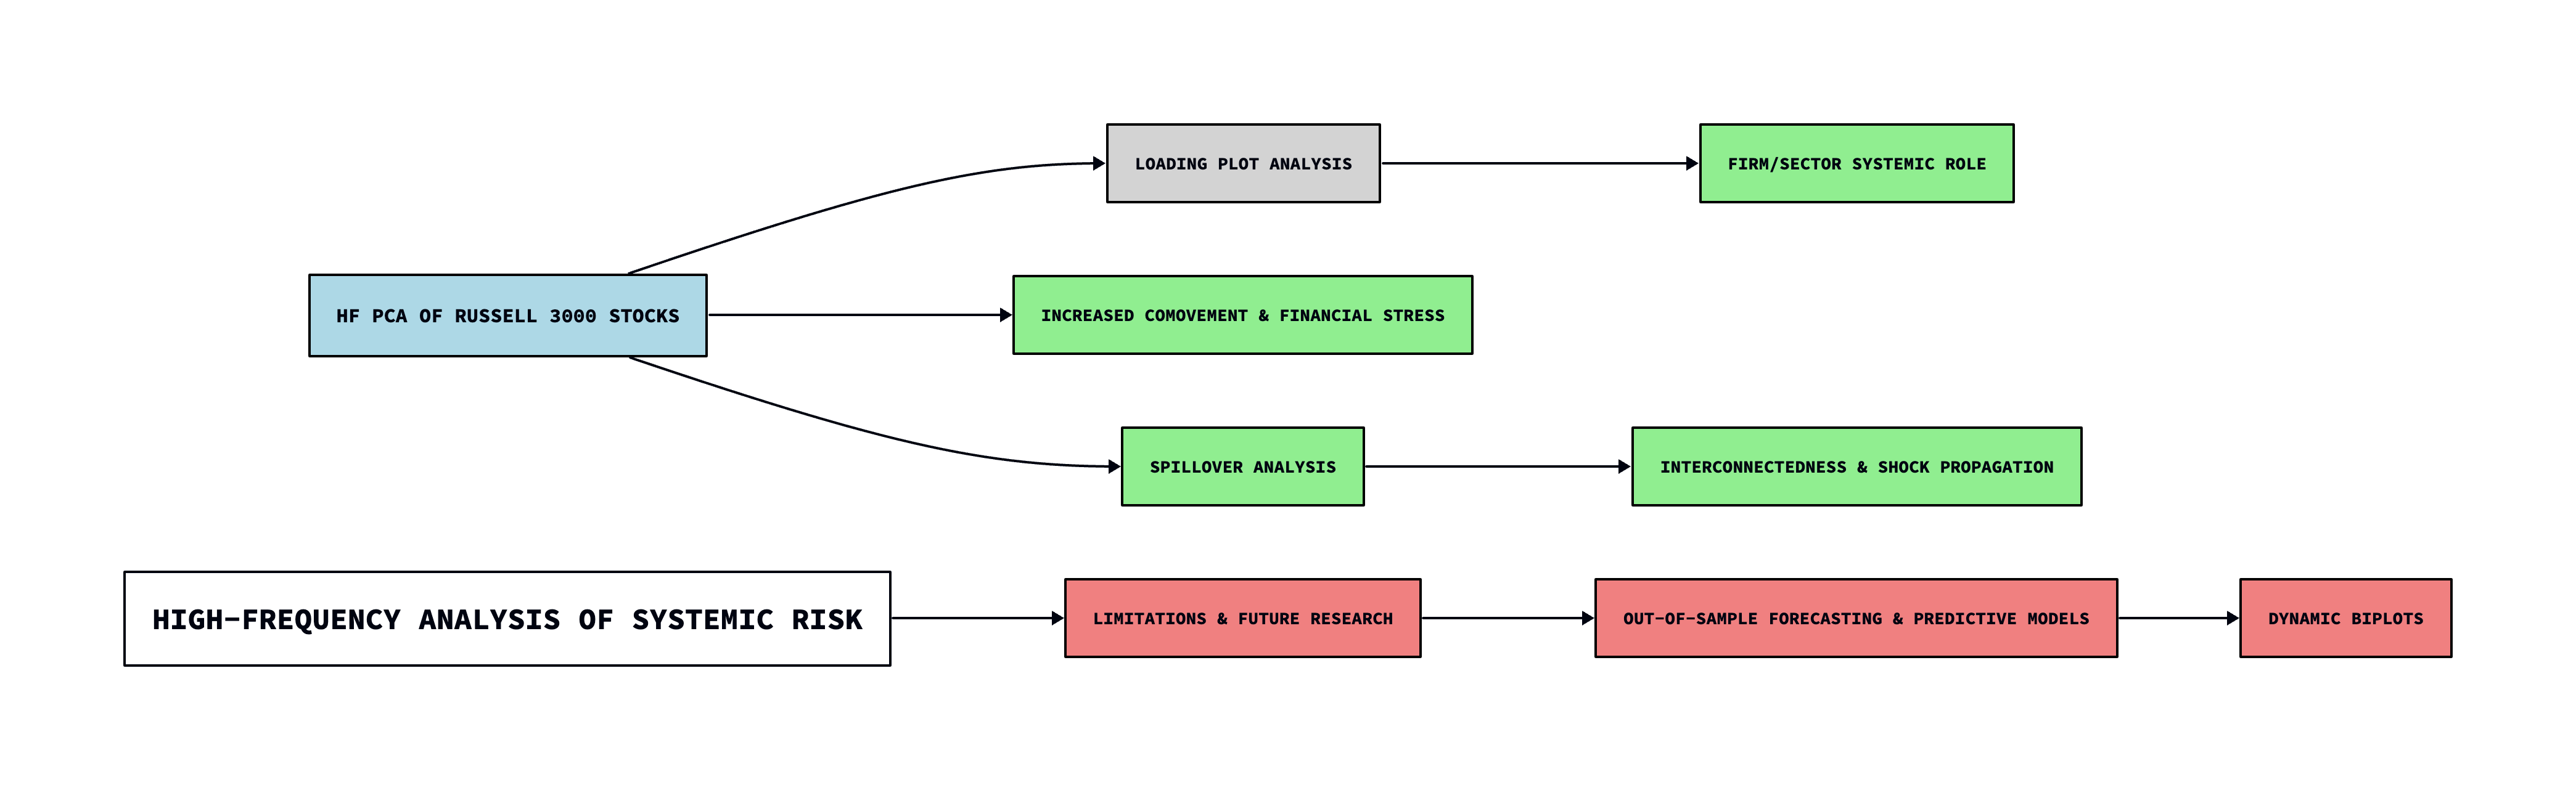 LOADING PLOT ANALYSIS
FIRM/SECTOR SYSTEMIC ROLE
HF PCA OF RUSSELL 3000 STOCKS
INCREASED COMOVEMENT & FINANCIAL STRESS
SPILLOVER ANALYSIS
INTERCONNECTEDNESS & SHOCK PROPAGATION
HIGH-FREQUENCY ANALYSIS OF SYSTEMIC RISK
LIMITATIONS & FUTURE RESEARCH
OUT-OF-SAMPLE FORECASTING & PREDICTIVE MODELS
DYNAMIC BIPLOTS